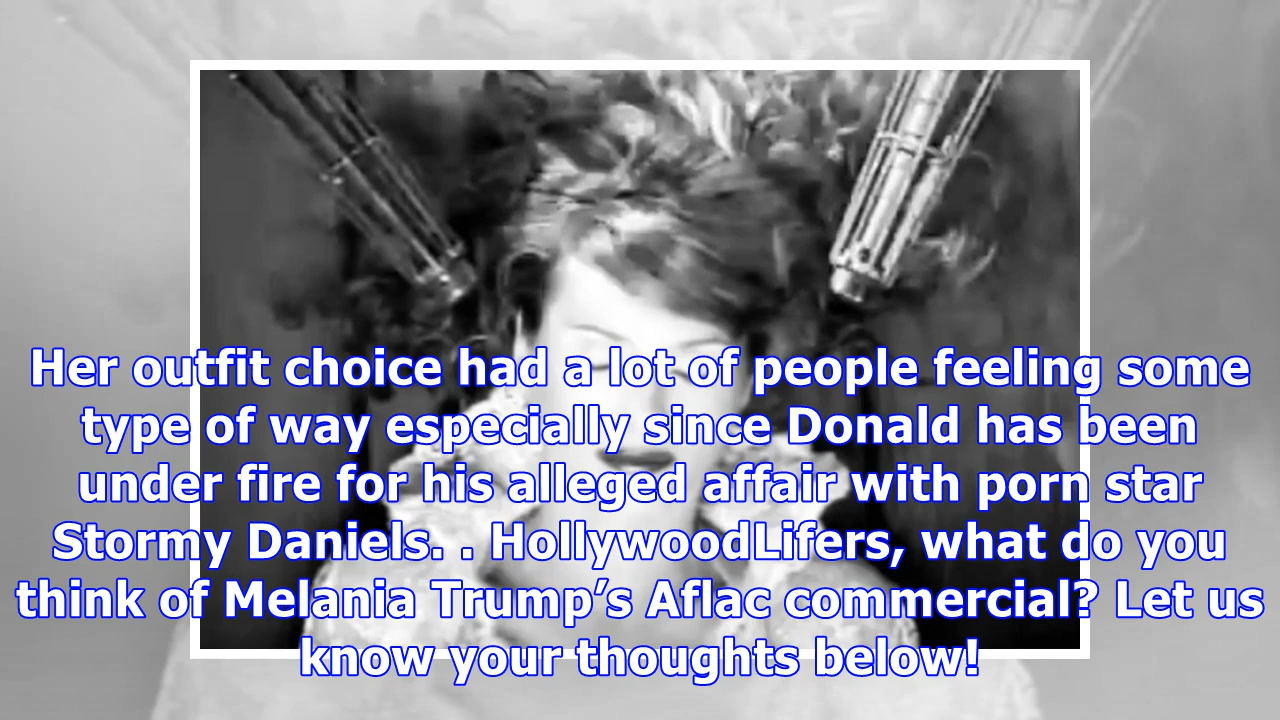 Her outfit choice had a lot of people feeling some
type of way especially since Donald has been
under fire for his alleged affair with porn star
Stormy Daniels. . HollywoodLifers, what do you
think of Melania Trump’s Aflac commercial? Let us
know your thoughts below!